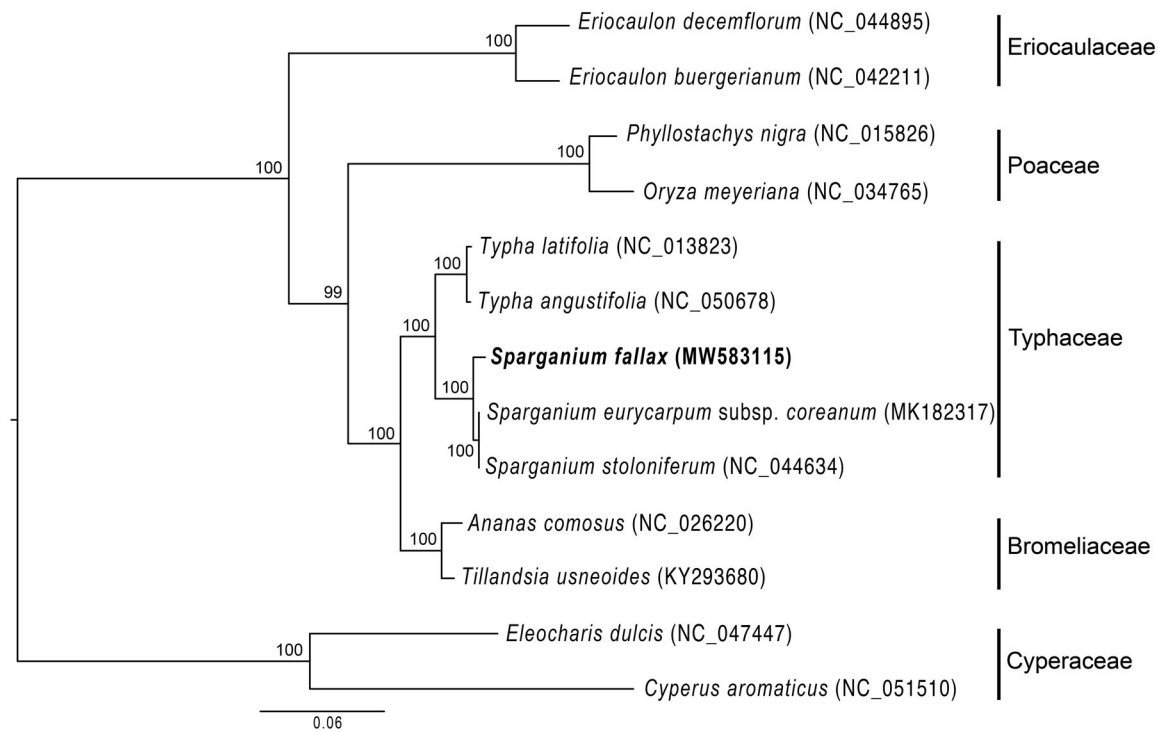 100
Eriocaulon decemflorum (NC_044895)
Eriocaulon buergerianum (NC_042211)
Eriocaulaceae
100
100
Phyllostachys nigra (NC_015826)
Oryza meyeriana (NC_034765)
Poaceae
99
100
Typha latifolia (NC_013823)
Typha angustifolia (NC_050678)
100
Sparganium fallax (MW583115)
Typhaceae
100
Sparganium eurycarpum subsp. coreanum (MK182317)
100
100
Sparganium stoloniferum (NC_044634)
Ananas comosus (NC_026220)
100
Tillandsia usneoides (KY293680)
Bromeliaceae
Eleocharis dulcis (NC_047447)
100
Cyperus aromaticus (NC_051510)
Cyperaceae
0.06